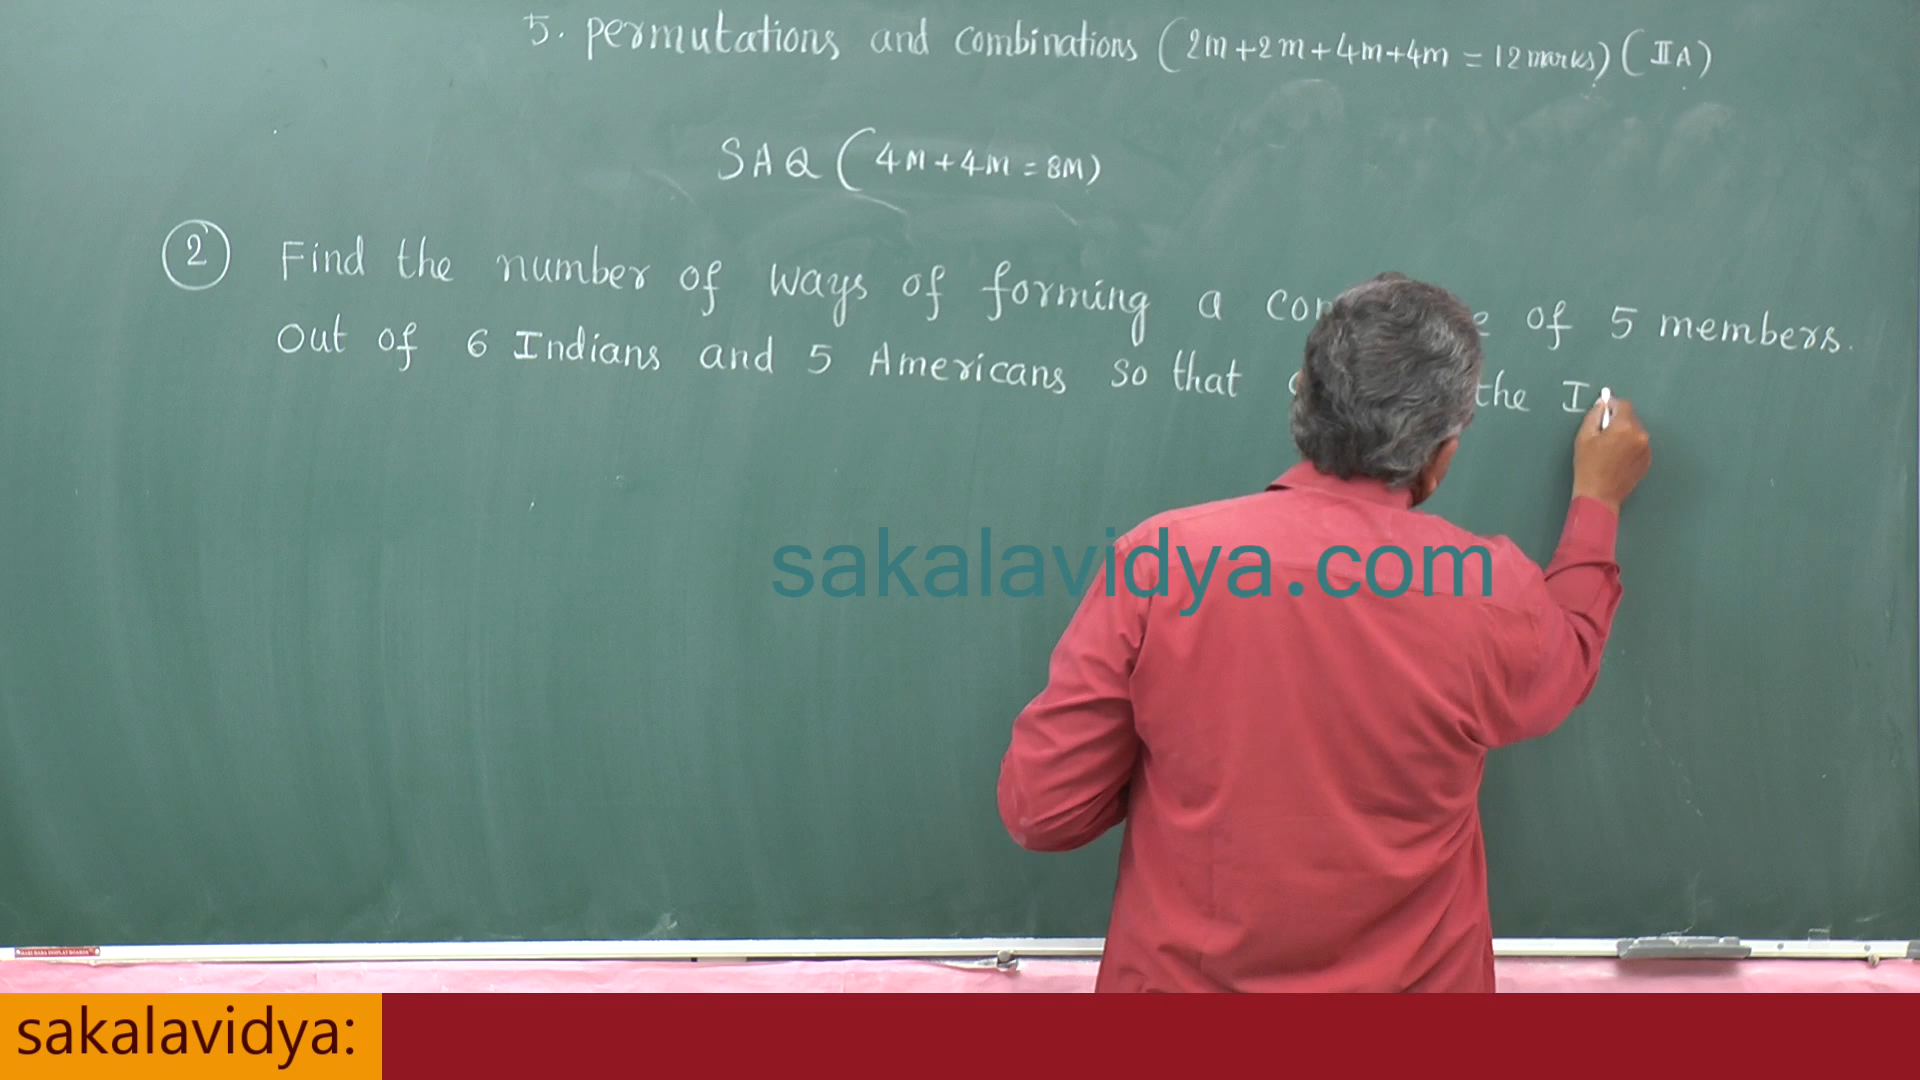 5. permutations and combinations (2m+2m+4m+4m = 12 marks) (II A)
SAQ (4M+4M = 8M)
2 Find the number of ways of forming a of 5 members.
out of 6 Indians and 5 Americans so that the
sakalavidya.com
sakalavidya: